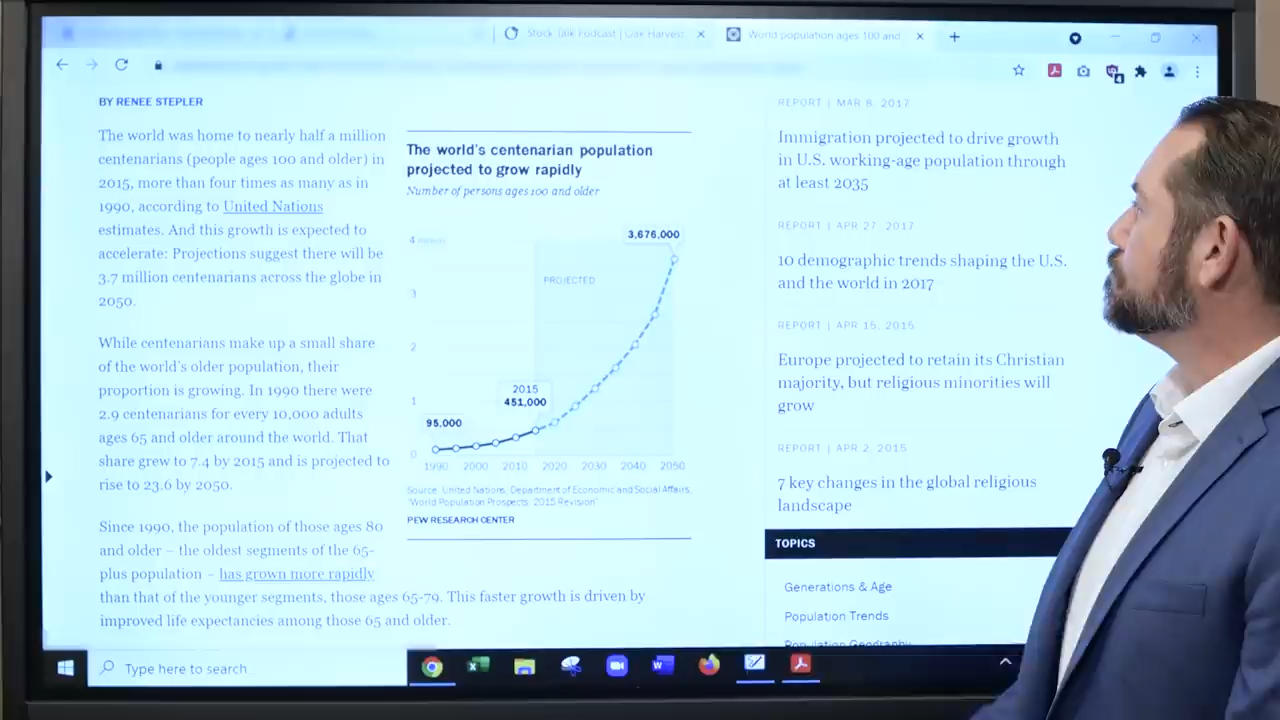 Stock Talk Podcast | Oak Harvest
World population ages 100 and
BY RENEE STEPLER
The world was home to nearly half a million
centenarians (people ages 100 and older) in
2015, more than four times as many as in
1990, according to United Nations
estimates. And this growth is expected to
accelerate: Projections suggest there will be
3.7 million centenarians across the globe in
2050.
While centenarians make up a small share
of the world's older population, their
proportion is growing. In 1990 there were
2.9 centenarians for every 10,000 adults
ages 65 and older around the world. That
share grew to 7.4 by 2015 and is projected to
rise to 23.6 by 2050.
Since 1990, the population of those ages 80
and older – the oldest segments of the 65-
plus population – has grown more rapidly
than that of the younger segments, those ages 65-79. This faster growth is driven by
improved life expectancies among those 65 and older.
The world's centenarian population
projected to grow rapidly
Number of persons ages 100 and older
3,676,000
4 million
PROJECTED
3
2
2015
451,000
1
95,000
0
1990 2000 2010 2020 2030 2040 2050
Source: United Nations, Department of Economic and Social Affairs,
"World Population Prospects: 2015 Revision"
PEW RESEARCH CENTER
REPORT | MAR 8, 2017
Immigration projected to drive growth
in U.S. working-age population through
at least 2035
REPORT | APR 27, 2017
10 demographic trends shaping the U.S.
and the world in 2017
REPORT | APR 15, 2015
Europe projected to retain its Christian
majority, but religious minorities will
grow
REPORT | APR 2, 2015
7 key changes in the global religious
landscape
TOPICS
Generations & Age
Population Trends
Population Geography
Type here to search